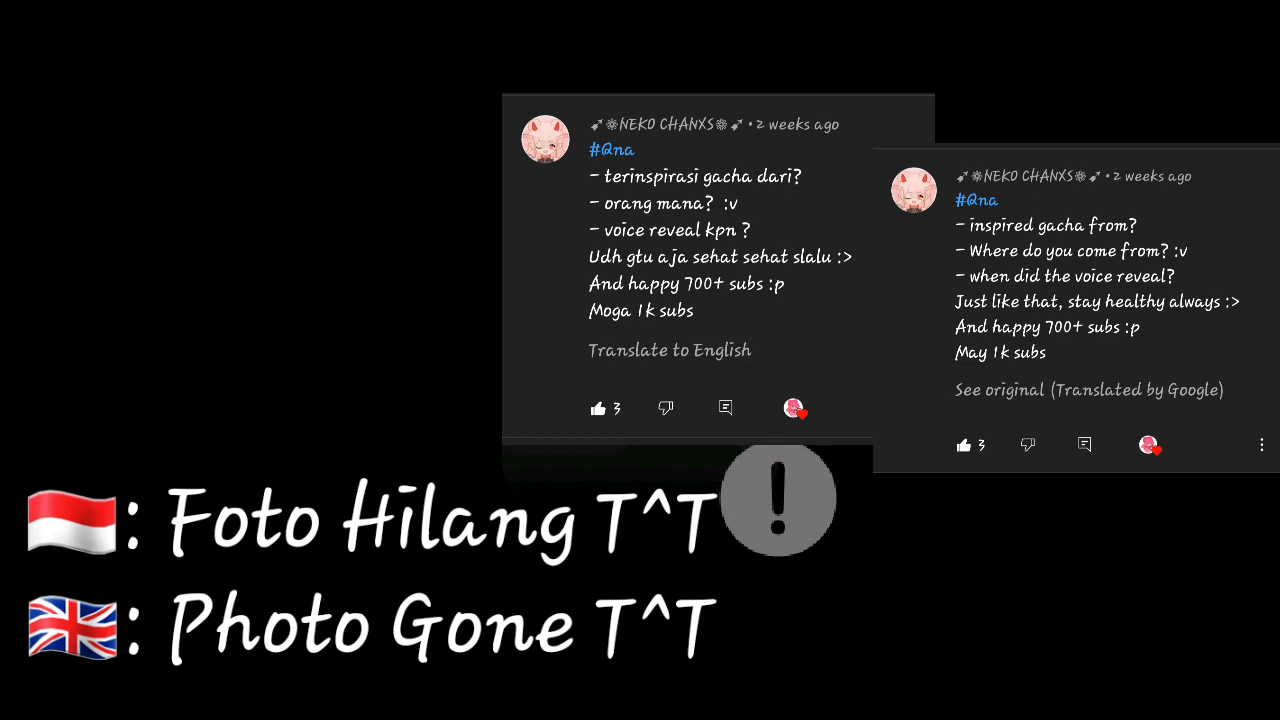 ➶❊NEKO CHANXS❊➶ • 2 weeks ago
#Qna
- terinspirasi gacha dari?
- orang mana? :v
- voice reveal kpn ?
Udh gtu aja sehat sehat slalu :>
And happy 700+ subs :p
Moga 1k subs
Translate to English
3
➶❊NEKO CHANXS❊➶ • 2 weeks ago
#Qna
- inspired gacha from?
- Where do you come from? :v
- when did the voice reveal?
Just like that, stay healthy always :>
And happy 700+ subs :p
May 1k subs
See original (Translated by Google)
3
🇮🇩: Foto Hilang T^T
🇬🇧: Photo Gone T^T